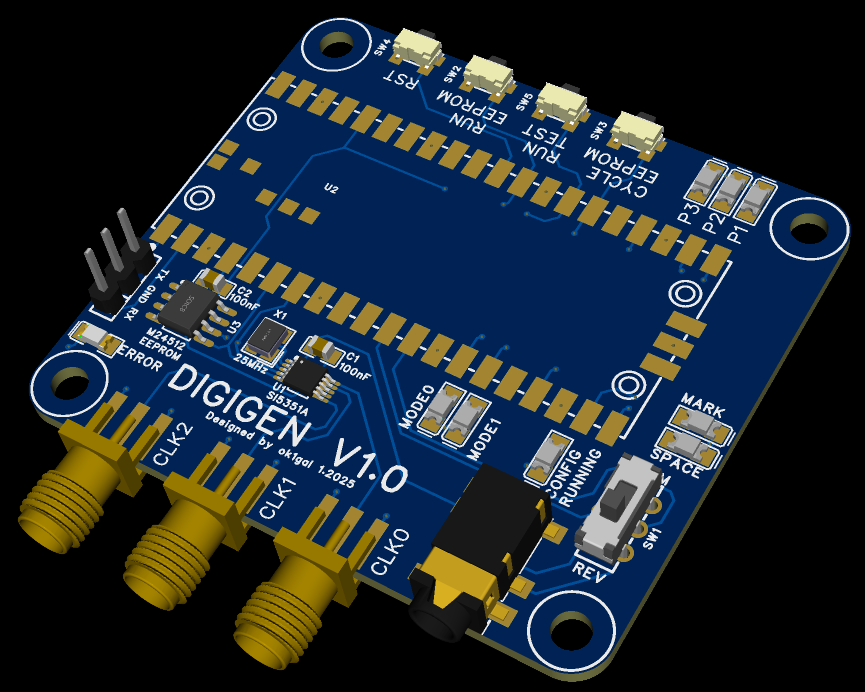 SW4
RST
SW2
RUN
EEPROM
SW5
RUN
TEST
SW3
CYCLE
EEPROM
P3
P2
P1
U2
TX
GND
RX
C2
100nF
U3
M24512
EEPROM
ERROR
X1
25MHz
C1
100nF
U1
Si5351A
DIGIGEN V1.0
Designed by ok1gal 1.2025
MODE0
MODE1
MARK
SPACE
CONFIG
RUNNING
SW1
REV
CLK2
CLK1
CLK0